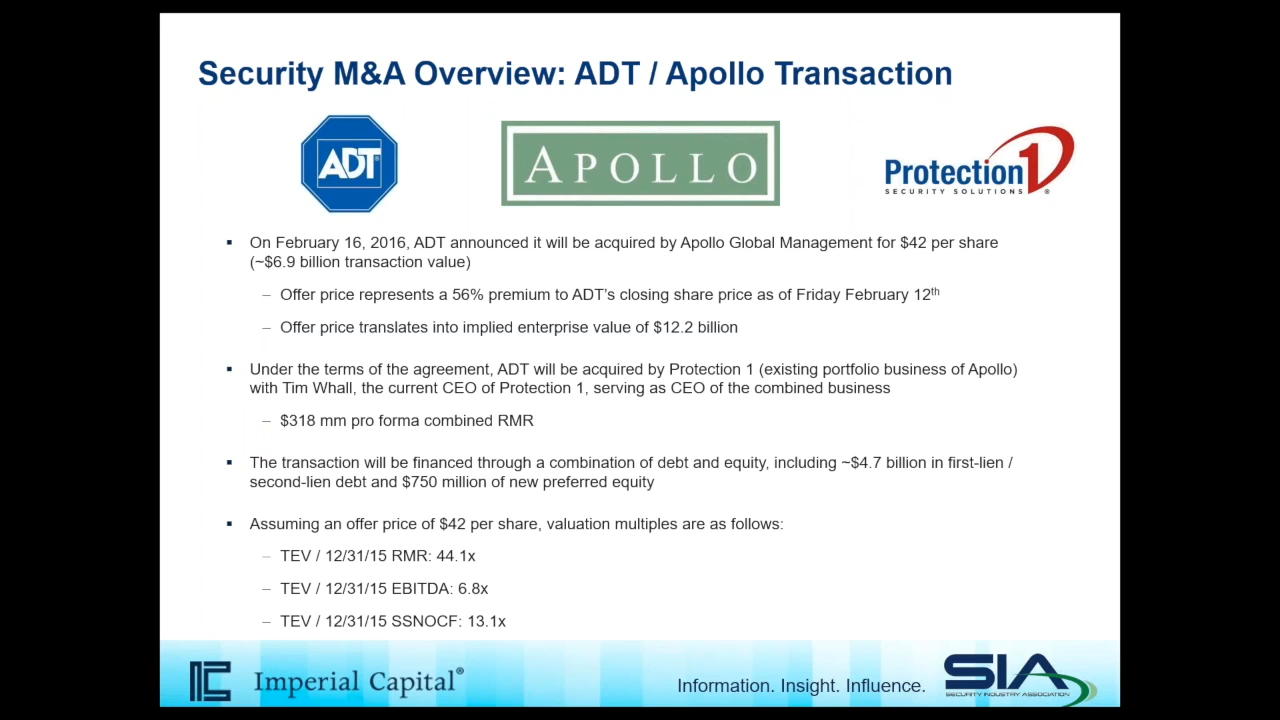 Security M&A Overview: ADT / Apollo Transaction
ADT®
APOLLO
Protection 1
SECURITY SOLUTIONS ®
▪ On February 16, 2016, ADT announced it will be acquired by Apollo Global Management for $42 per share
(~$6.9 billion transaction value)
– Offer price represents a 56% premium to ADT’s closing share price as of Friday February 12th
– Offer price translates into implied enterprise value of $12.2 billion
▪ Under the terms of the agreement, ADT will be acquired by Protection 1 (existing portfolio business of Apollo)
with Tim Whall, the current CEO of Protection 1, serving as CEO of the combined business
– $318 mm pro forma combined RMR
▪ The transaction will be financed through a combination of debt and equity, including ~$4.7 billion in first-lien /
second-lien debt and $750 million of new preferred equity
▪ Assuming an offer price of $42 per share, valuation multiples are as follows:
– TEV / 12/31/15 RMR: 44.1x
– TEV / 12/31/15 EBITDA: 6.8x
– TEV / 12/31/15 SSNOCF: 13.1x
Imperial Capital®
Information. Insight. Influence.
SIA
SECURITY INDUSTRY ASSOCIATION